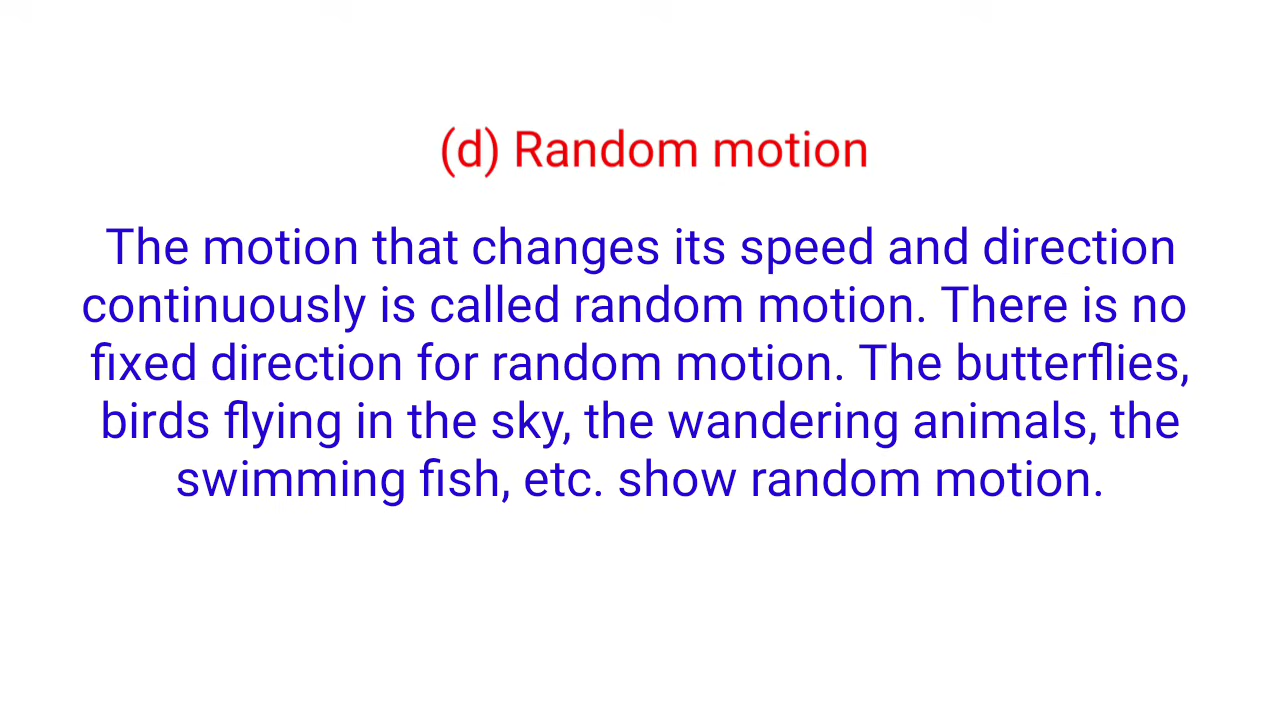 (d) Random motion
The motion that changes its speed and direction
continuously is called random motion. There is no
fixed direction for random motion. The butterflies,
birds flying in the sky, the wandering animals, the
swimming fish, etc. show random motion.